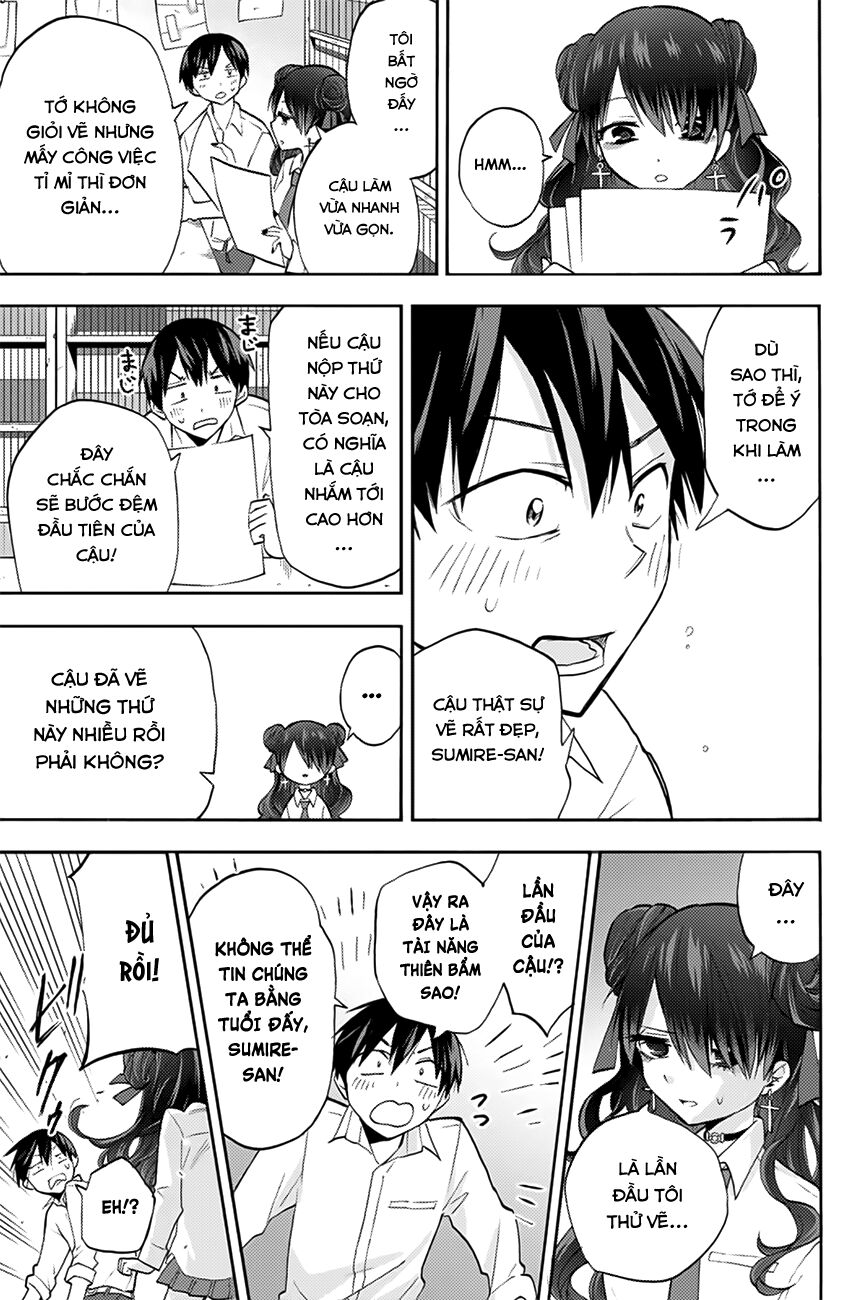 HMM...
TÔI
BẤT
NGỜ
ĐẤY
...
CẬU LÀM
VỪA NHANH
VỪA GỌN.
TỚ KHÔNG
GIỎI VẼ NHƯNG
MẤY CÔNG VIỆC
TỈ MỈ THÌ ĐƠN
GIẢN...
DÙ
SAO THÌ,
TỚ ĐỂ Ý
TRONG
KHI LÀM
...
CẬU THẬT SỰ
VẼ RẤT ĐẸP,
SUMIRE-SAN!
NẾU CẬU
NỘP THỨ
NÀY CHO
TÒA SOẠN,
CÓ NGHĨA
LÀ CẬU
NHẮM TỚI
CAO HƠN
...
まじ
まじ
ĐÂY
CHẮC CHẮN
SẼ BƯỚC ĐỆM
ĐẦU TIÊN CỦA
CẬU!
...
CẬU ĐÃ VẼ
NHỮNG THỨ
NÀY NHIỀU RỒI
PHẢI KHÔNG?
ĐÂY
...
LÀ LẦN
ĐẦU TÔI
THỬ VẼ...
LẦN
ĐẦU
CỦA
CẬU!?
VẬY RA
ĐÂY LÀ
TÀI NĂNG
THIÊN BẨM
SAO!
KHÔNG THỂ
TIN CHÚNG
TA BẰNG
TUỔI ĐẤY,
SUMIRE-
SAN!
ĐỦ
RỒI!
EH!?